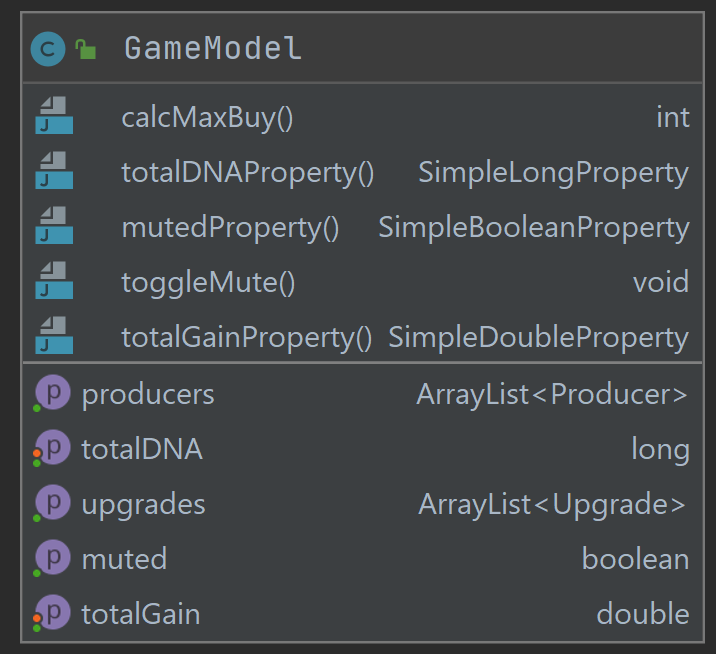 C GameModel
J calcMaxBuy() int
J totalDNAProperty() SimpleLongProperty
J mutedProperty() SimpleBooleanProperty
J toggleMute() void
J totalGainProperty() SimpleDoubleProperty
p producers ArrayList<Producer>
p totalDNA long
p upgrades ArrayList<Upgrade>
p muted boolean
p totalGain double